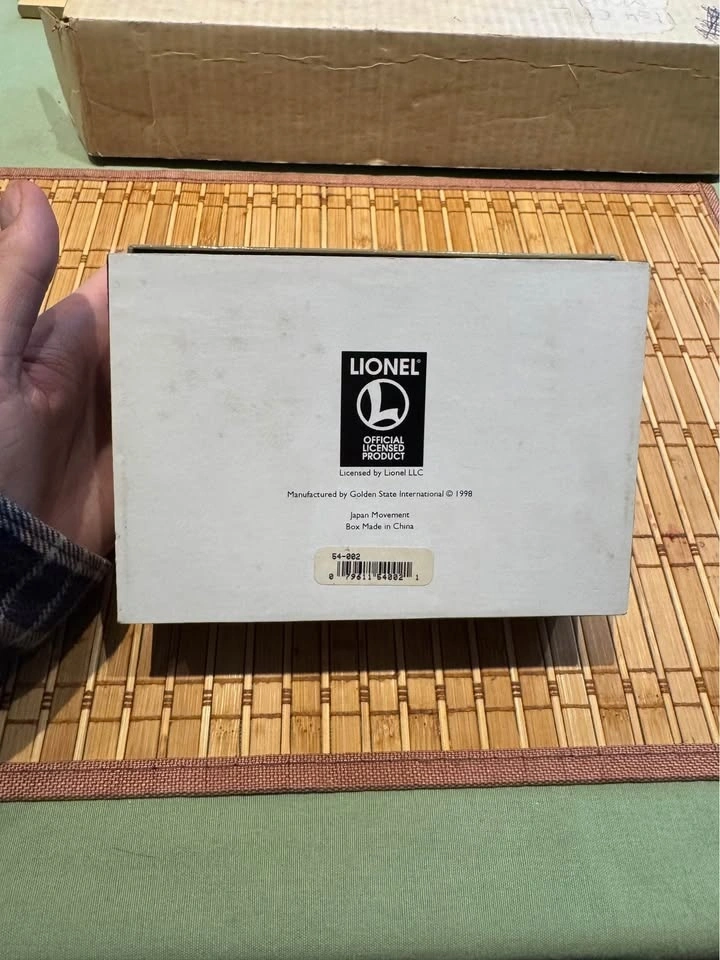 LIONEL®
L
OFFICIAL
LICENSED
PRODUCT
Licensed by Lionel LLC
Manufactured by Golden State International © 1998
Japan Movement
Box Made in China
54-002
0 79611 54002 1